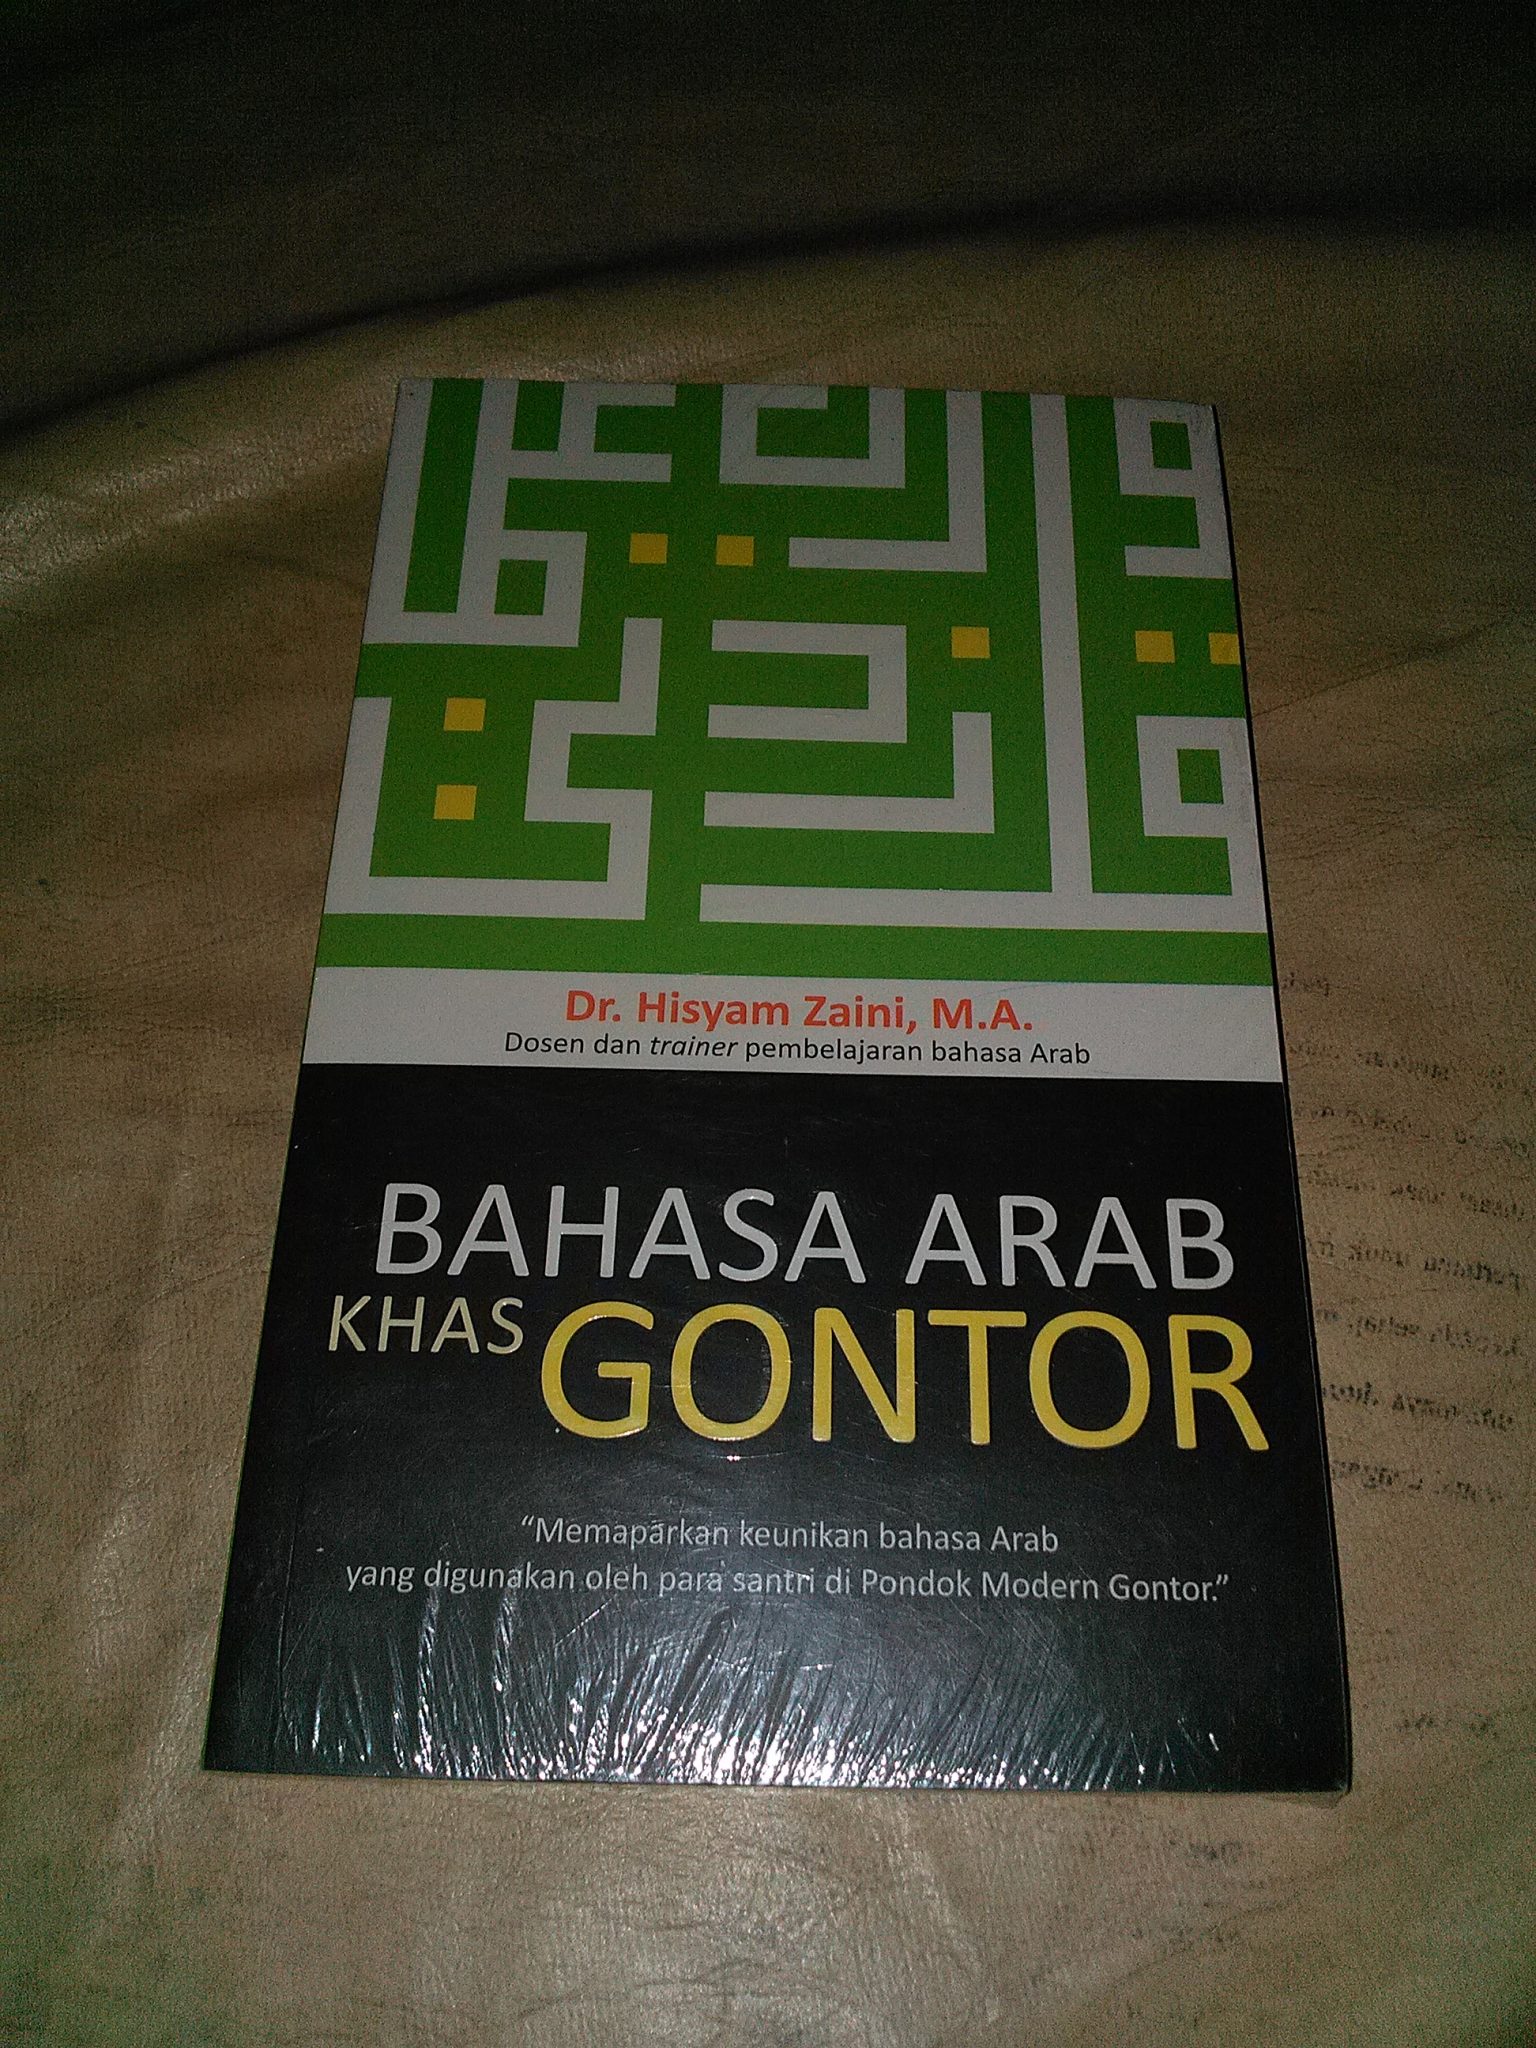 Dr. Hisyam Zaini, M.A.
Dosen dan trainer pembelajaran bahasa Arab
BAHASA ARAB
KHAS GONTOR
“Memaparkan keunikan bahasa Arab
yang digunakan oleh para santri di Pondok Modern Gontor.”